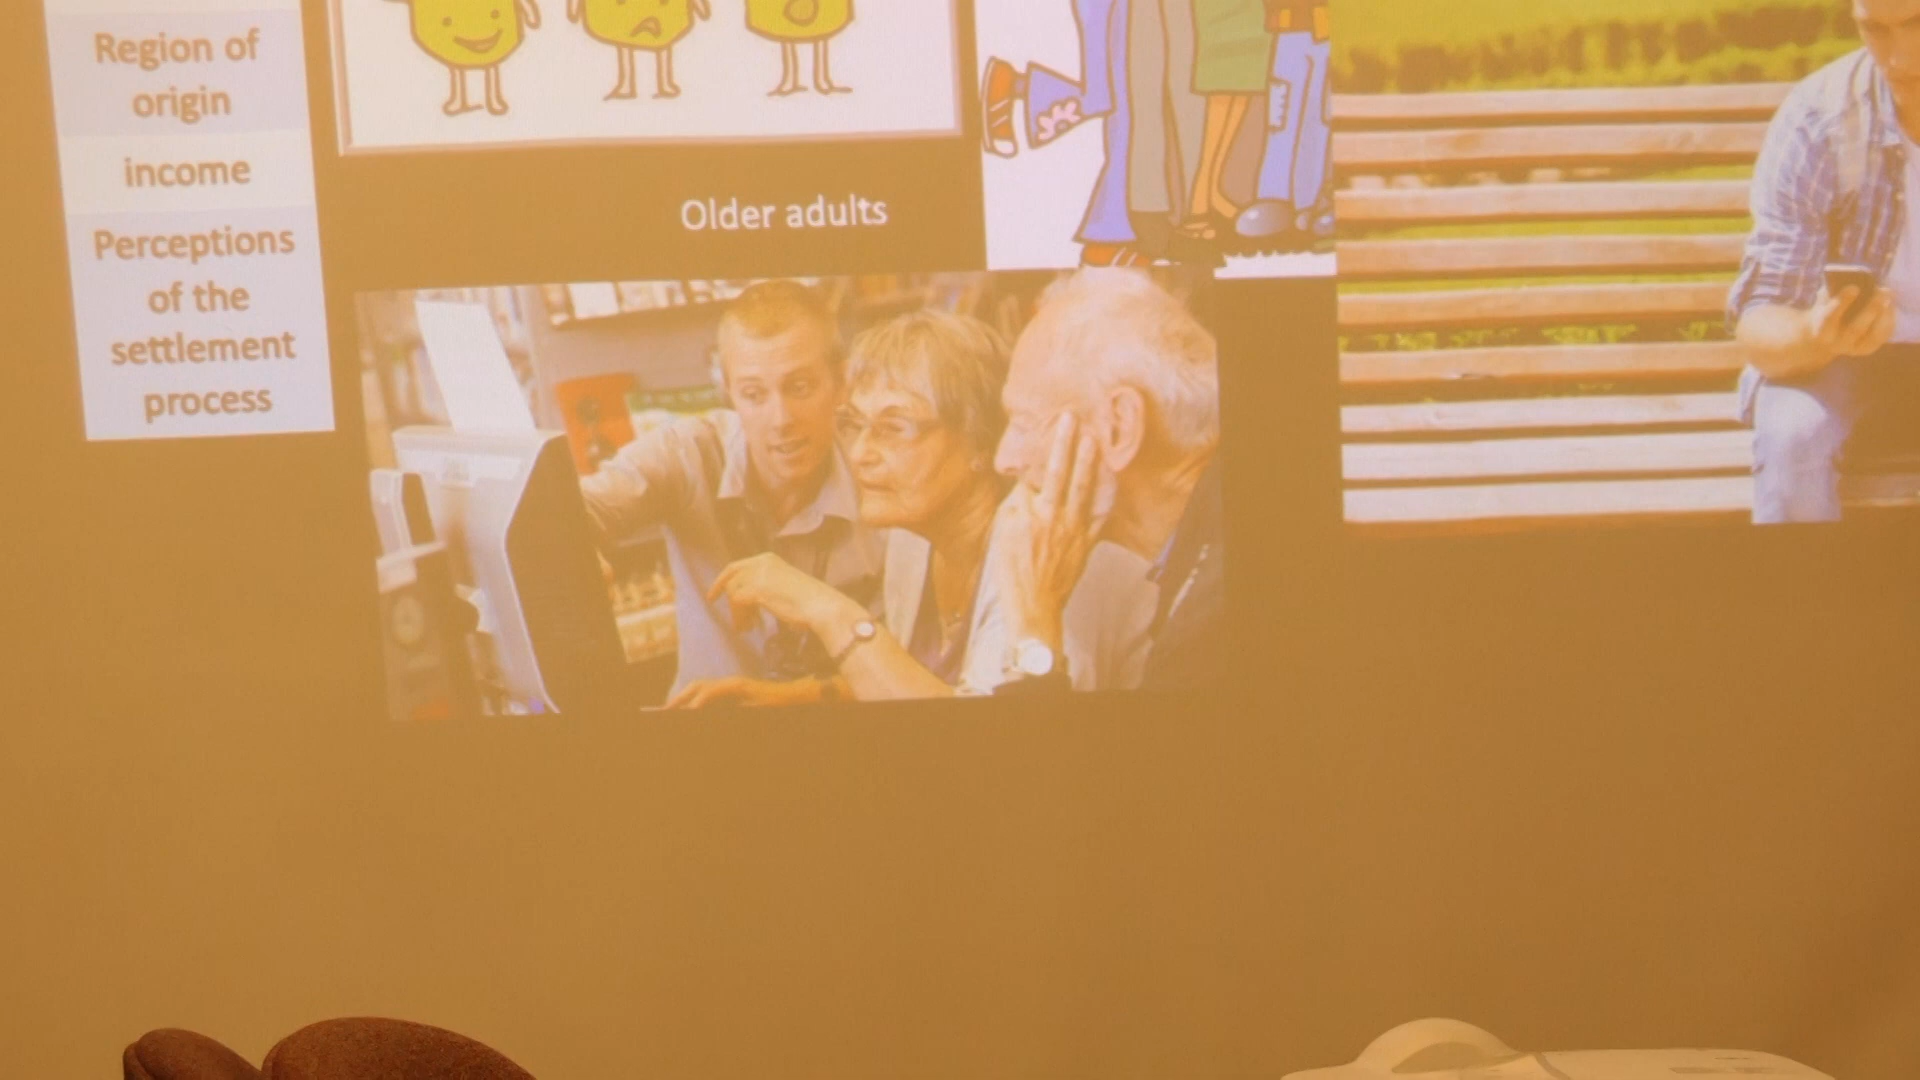 Region of
origin
income
Perceptions
of the
settlement
process
Older adults